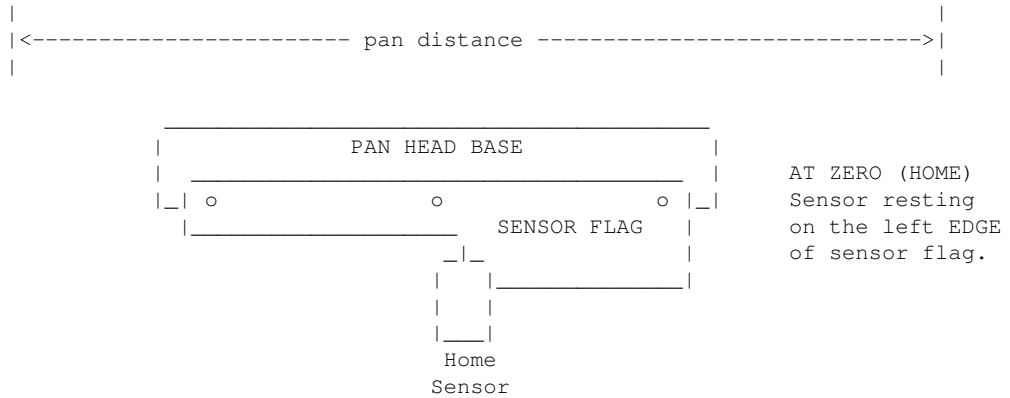 pan distance
PAN HEAD BASE
AT ZERO (HOME)
Sensor resting
SENSOR FLAG on the left EDGE
of sensor flag.
Home
Sensor